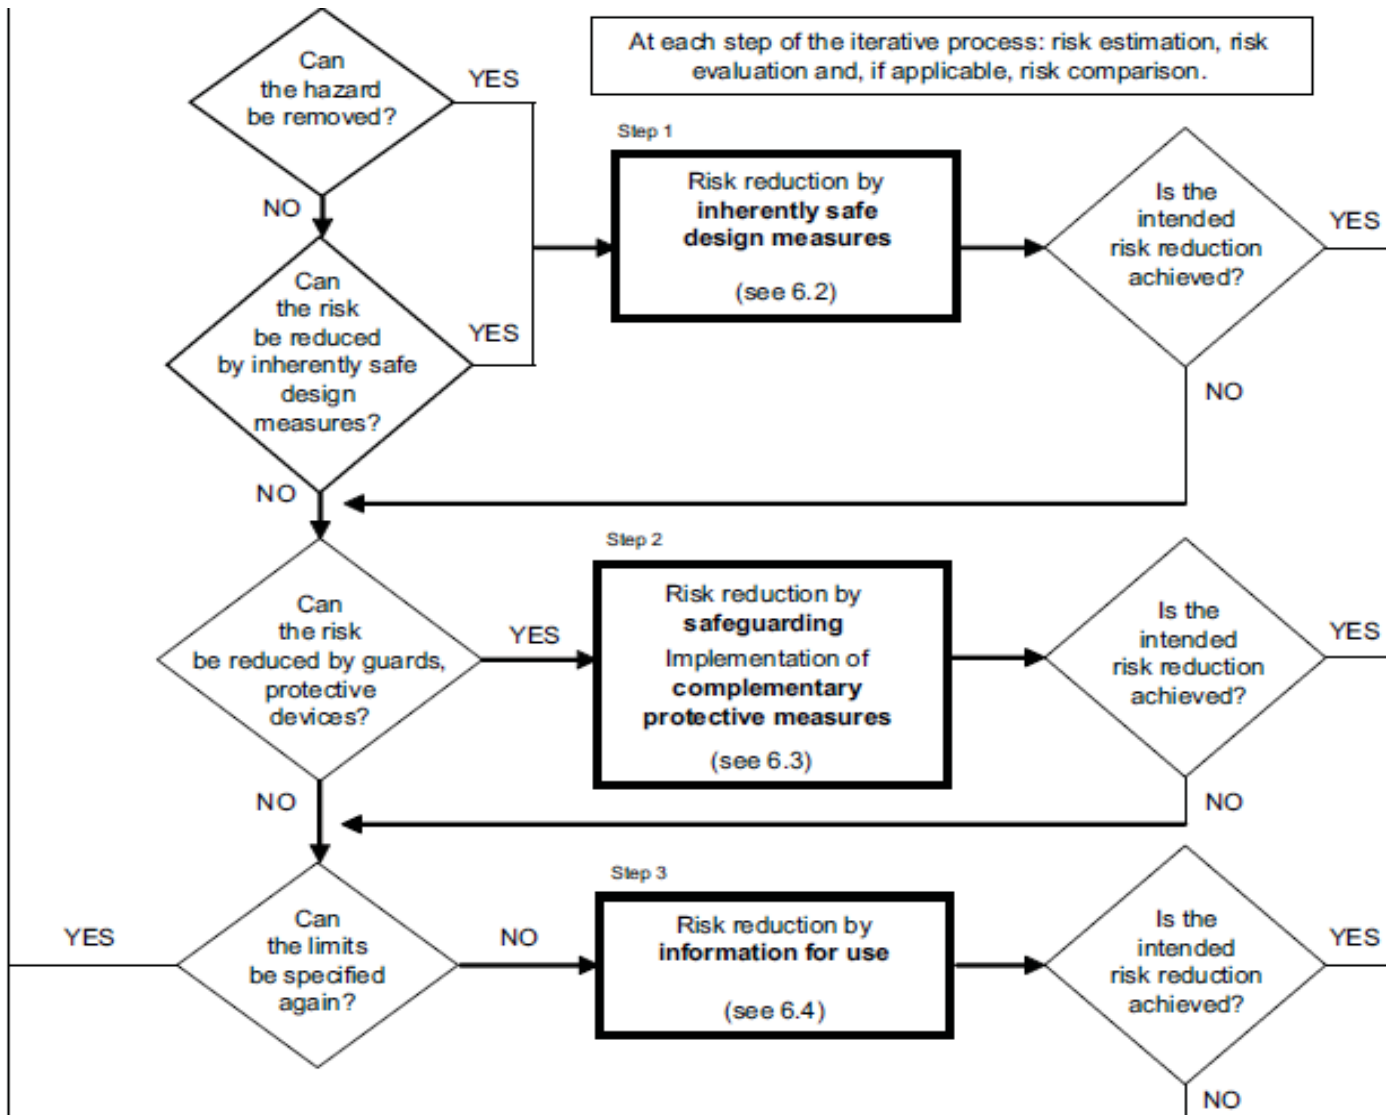 Can
the hazard
be removed?
YES
NO
At each step of the iterative process: risk estimation, risk
evaluation and, if applicable, risk comparison.
Step 1
Risk reduction by
inherently safe
design measures
(see 6.2)
Is the
intended
risk reduction
achieved?
YES
NO
Can
the risk
be reduced
by inherently safe
design
measures?
YES
NO
Step 2
Can
the risk
be reduced by guards,
protective
devices?
YES
NO
Risk reduction by
safeguarding
Implementation of
complementary
protective measures
(see 6.3)
Is the
intended
risk reduction
achieved?
YES
NO
Step 3
YES
Can
the limits
be specified
again?
NO
Risk reduction by
information for use
(see 6.4)
Is the
intended
risk reduction
achieved?
YES
NO